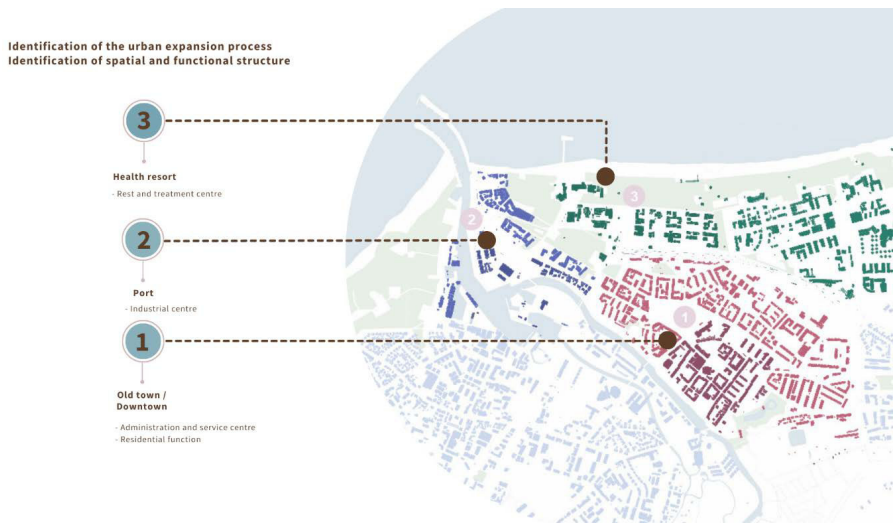 Identification of the urban expansion process
Identification of spatial and functional structure
3
Health resort
- Rest and treatment centre
2
Port
- Industrial centre
1
Old town /
Downtown
- Administration and service centre
- Residential function
3
2
1